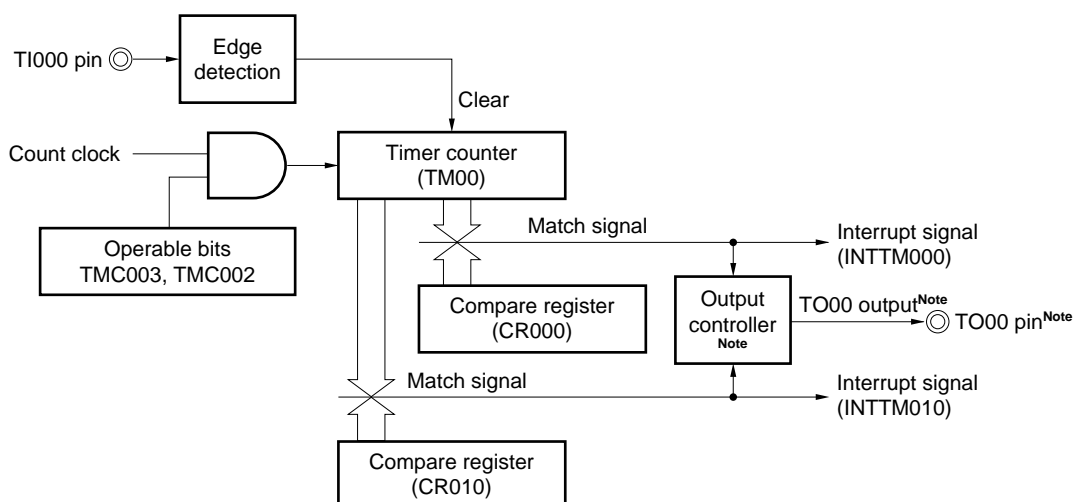 TI000 pin
Edge
detection
Clear
Count clock
Timer counter
(TM00)
Operable bits
TMC003, TMC002
Match signal
Interrupt signal
(INTTM000)
Compare register
(CR000)
Output
controller
Note
TO00 output Note
TO00 pin Note
Match signal
Interrupt signal
(INTTM010)
Compare register
(CR010)